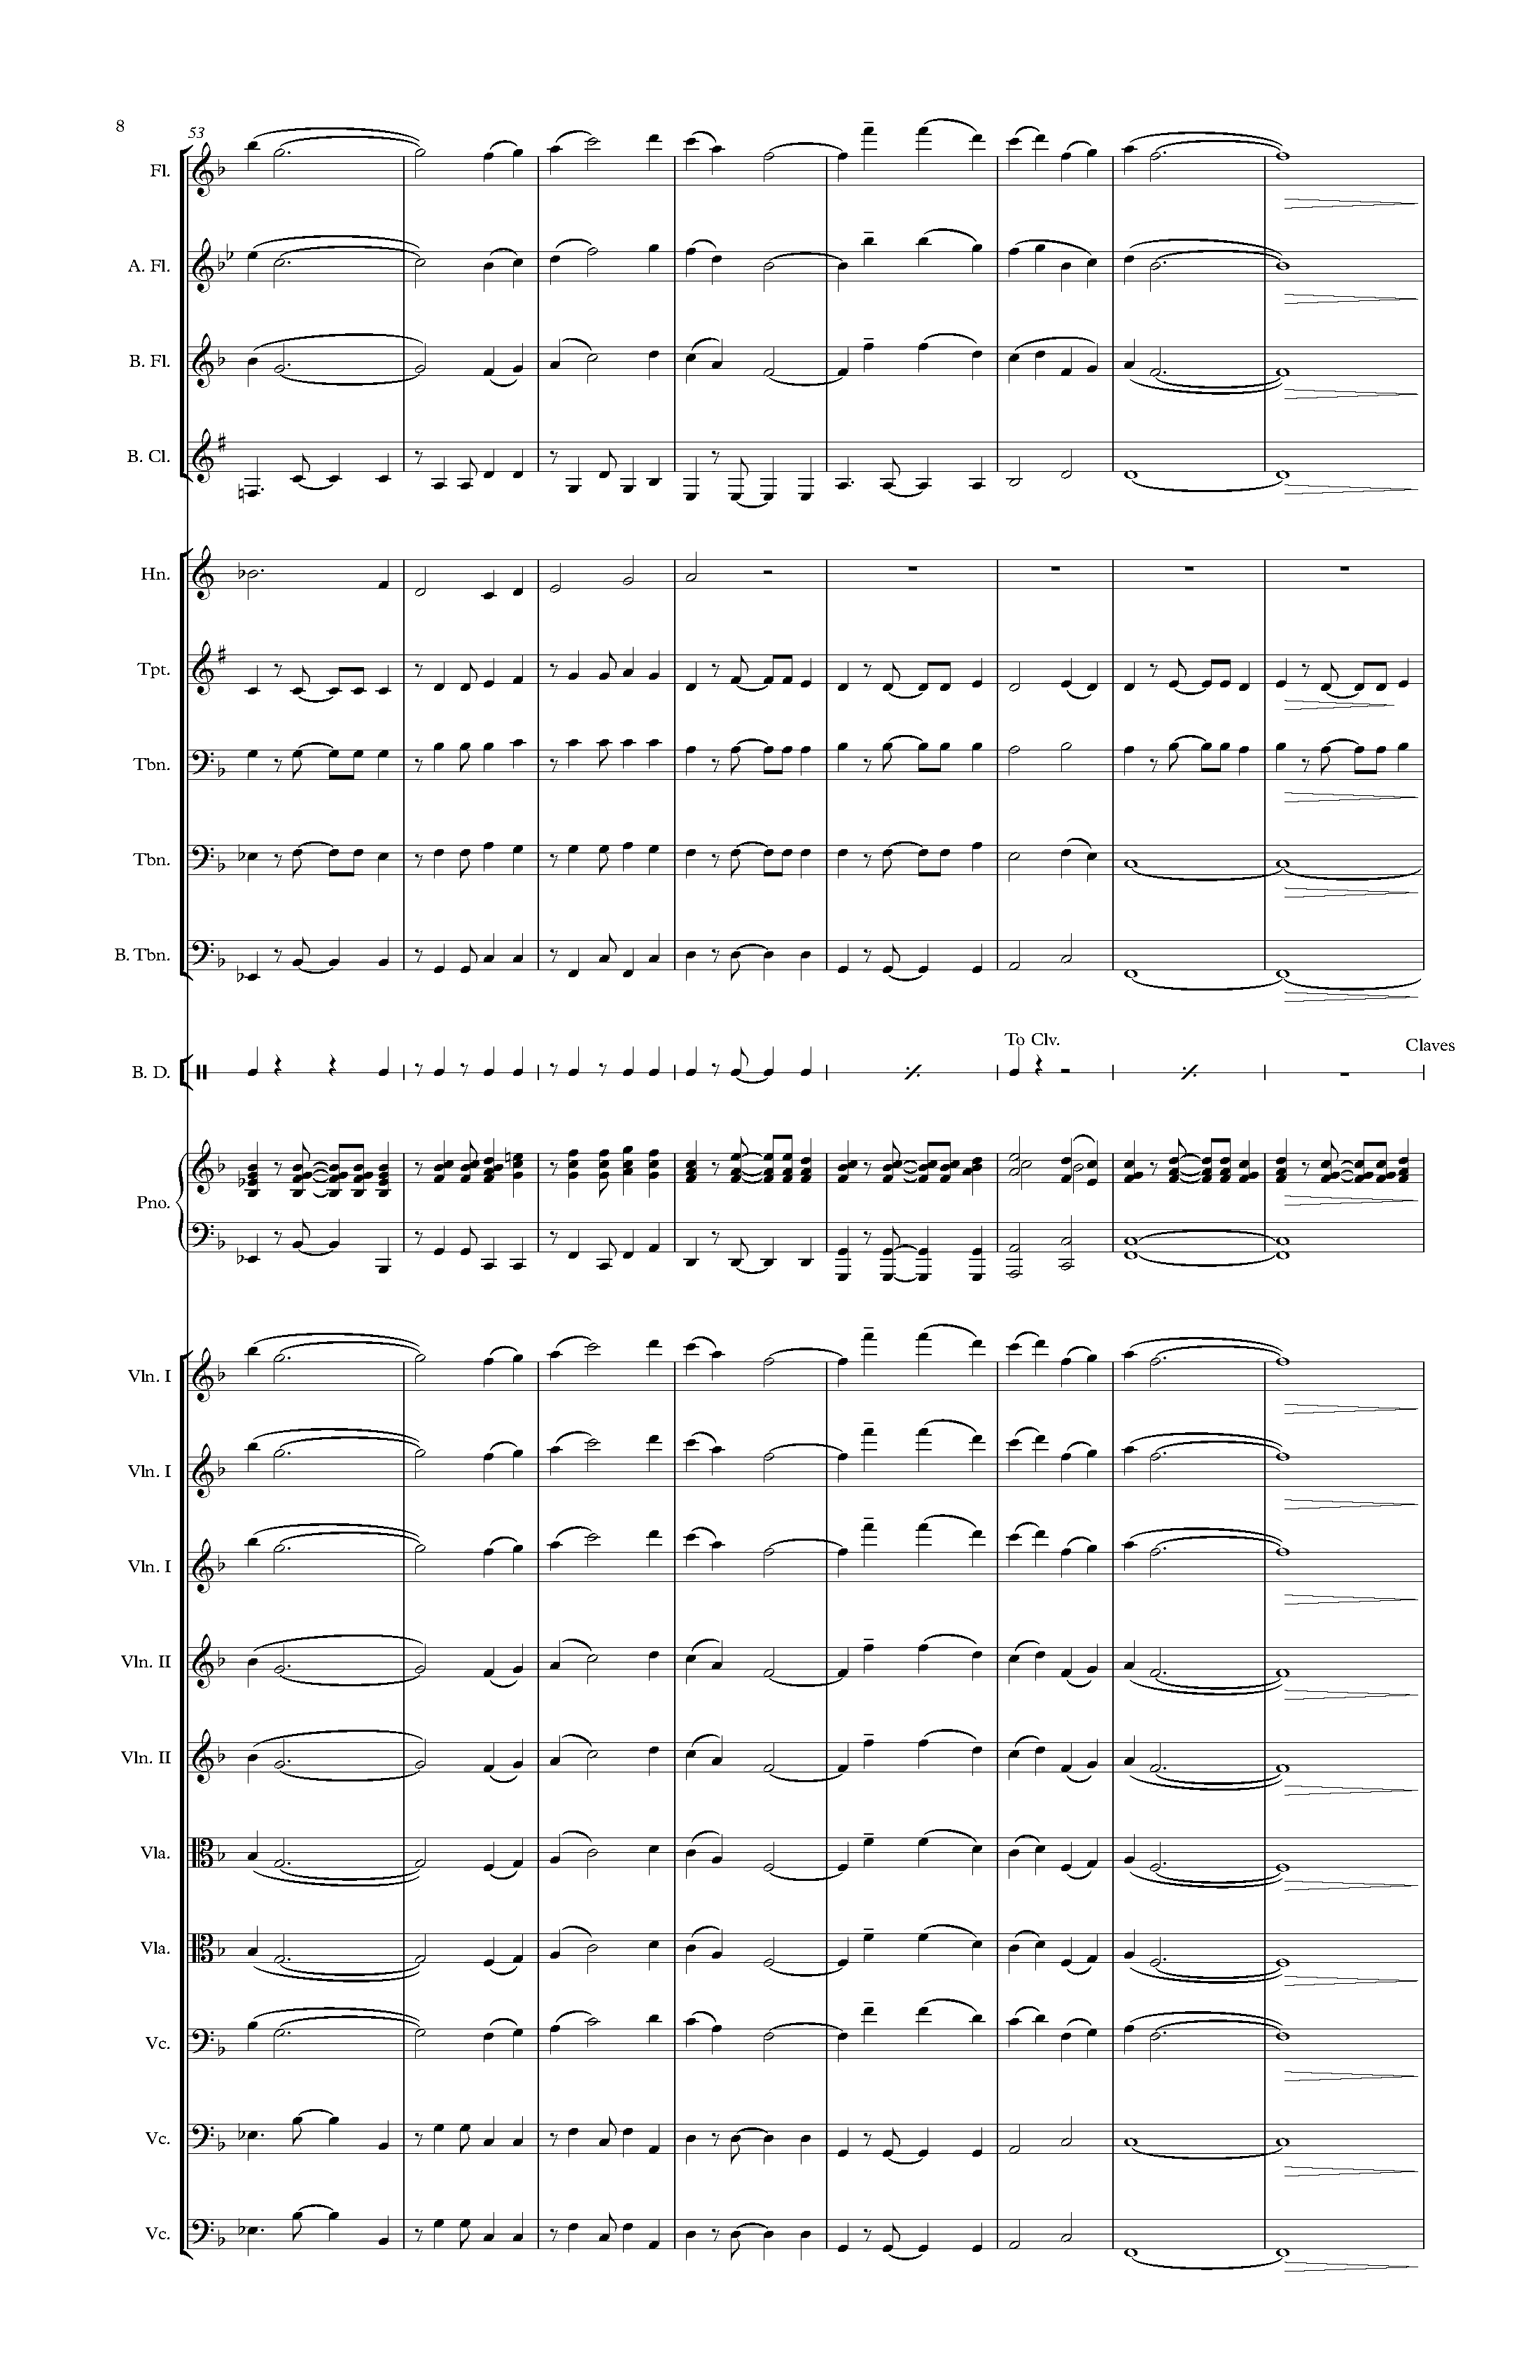 8
53
Fl.
A. Fl.
B. Fl.
B. Cl.
Hn.
Tpt.
Tbn.
Tbn.
B. Tbn.
To Clv.
Claves
B. D.
Pno.
Vln. I
Vln. I
Vln. I
Vln. II
Vln. II
Vla.
Vla.
Vc.
Vc.
Vc.